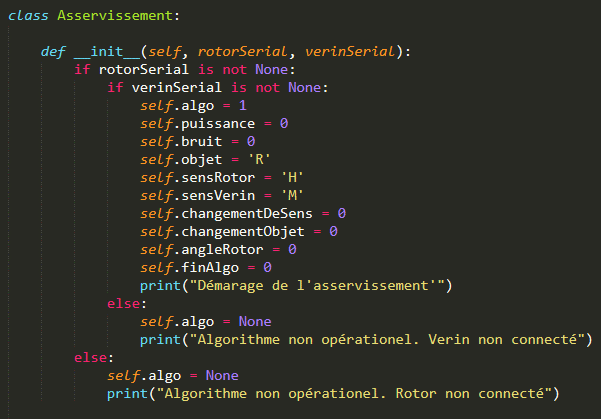 class Asservissement:
def __init__(self, rotorSerial, verinSerial):
if rotorSerial is not None:
if verinSerial is not None:
self.algo = 1
self.puissance = 0
self.bruit = 0
self.objet = 'R'
self.sensRotor = 'H'
self.sensVerin = 'M'
self.changementDeSens = 0
self.changementObjet = 0
self.angleRotor = 0
self.finAlgo = 0
print("Démarage de l'asservissement'")
else:
self.algo = None
print("Algorithme non opérationel. Verin non connecté")
else:
self.algo = None
print("Algorithme non opérationel. Rotor non connecté")